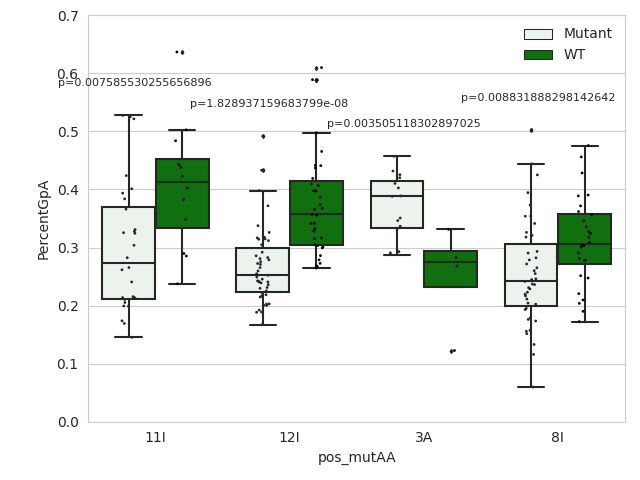 0.7
0.6
0.5
0.4
0.3
0.2
0.1
0.0
PercentGpA
Mutant
WT
p=0.007585530255656896
p=1.828937159683799e-08
p=0.003505118302897025
p=0.008831888298142642
11I
12I
3A
8I
pos_mutAA